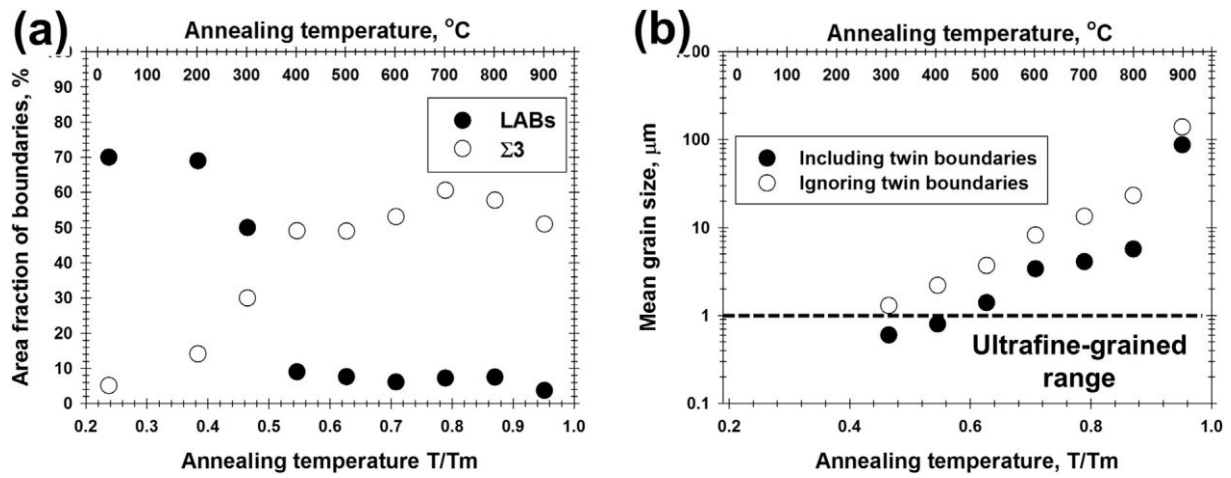 (a)
Annealing temperature, °C
0 100 200 300 400 500 600 700 800 900
Area fraction of boundaries, %
90
80
70
60
50
40
30
20
10
0
LABs
Σ3
0.2 0.3 0.4 0.5 0.6 0.7 0.8 0.9 1.0
Annealing temperature T/Tm
(b)
Annealing temperature, °C
0 100 200 300 400 500 600 700 800 900
Mean grain size, μm
100
10
1
0.1
Including twin boundaries
Ignoring twin boundaries
Ultrafine-grained
range
0.2 0.4 0.6 0.8 1.0
Annealing temperature, T/Tm